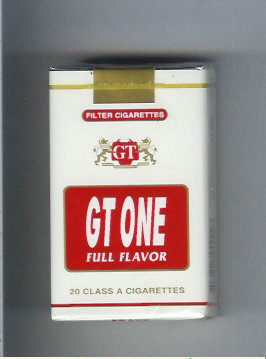 FILTER CIGARETTES
GT
GT ONE
FULL FLAVOR
20 CLASS A CIGARETTES